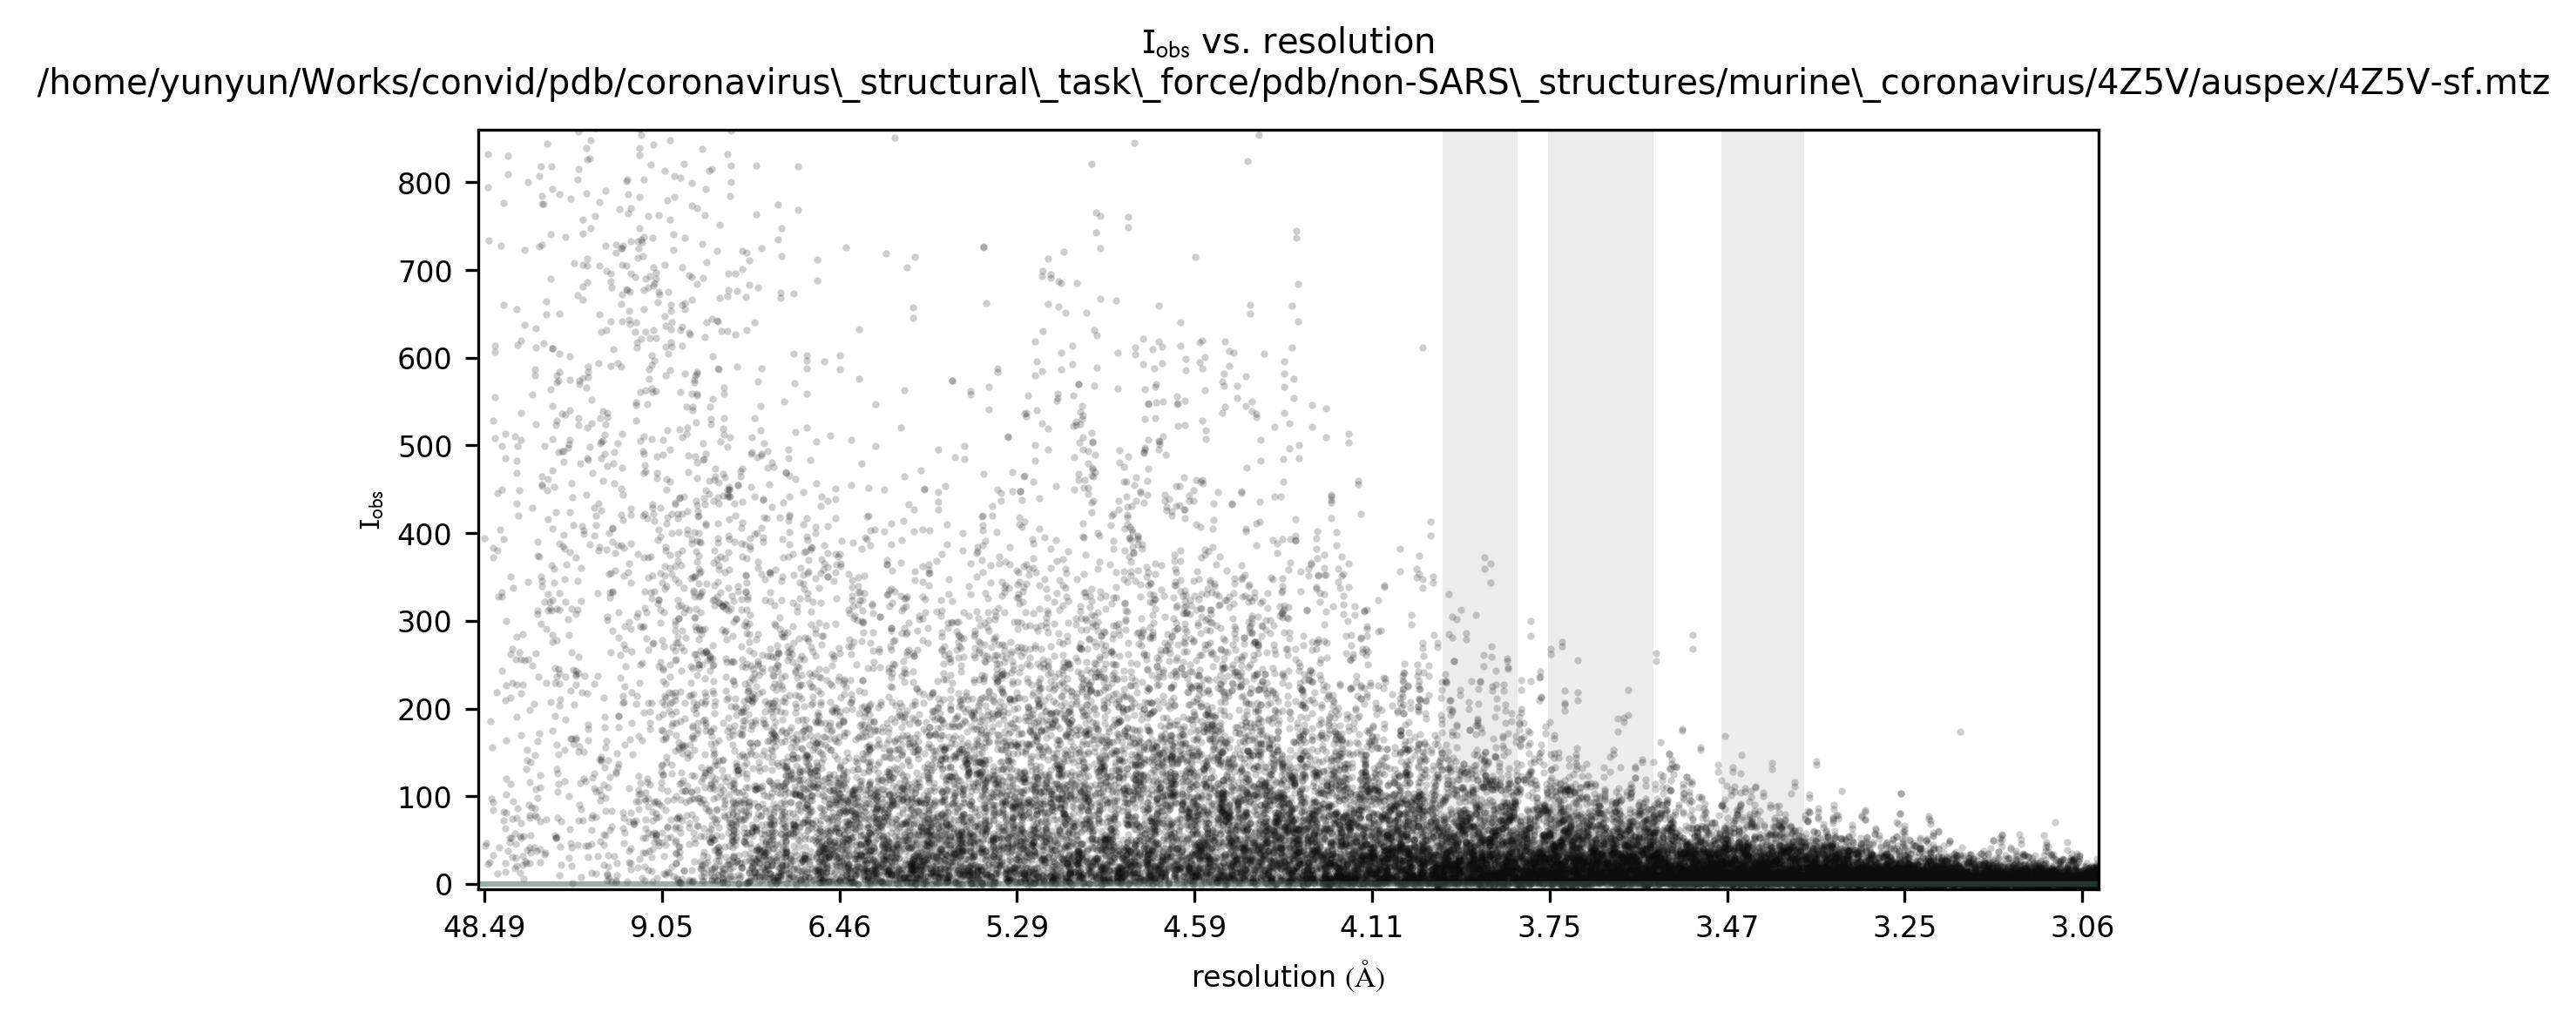 Iobs vs. resolution
/home/yunyun/Works/convid/pdb/coronavirus\_structural\_task\_force/pdb/non-SARS\_structures/murine\_coronavirus/4Z5V/auspex/4Z5V-sf.mtz
800
700
600
500
400
300
200
100
0
Iobs
48.49 9.05 6.46 5.29 4.59 4.11 3.75 3.47 3.25 3.06
resolution (Å)